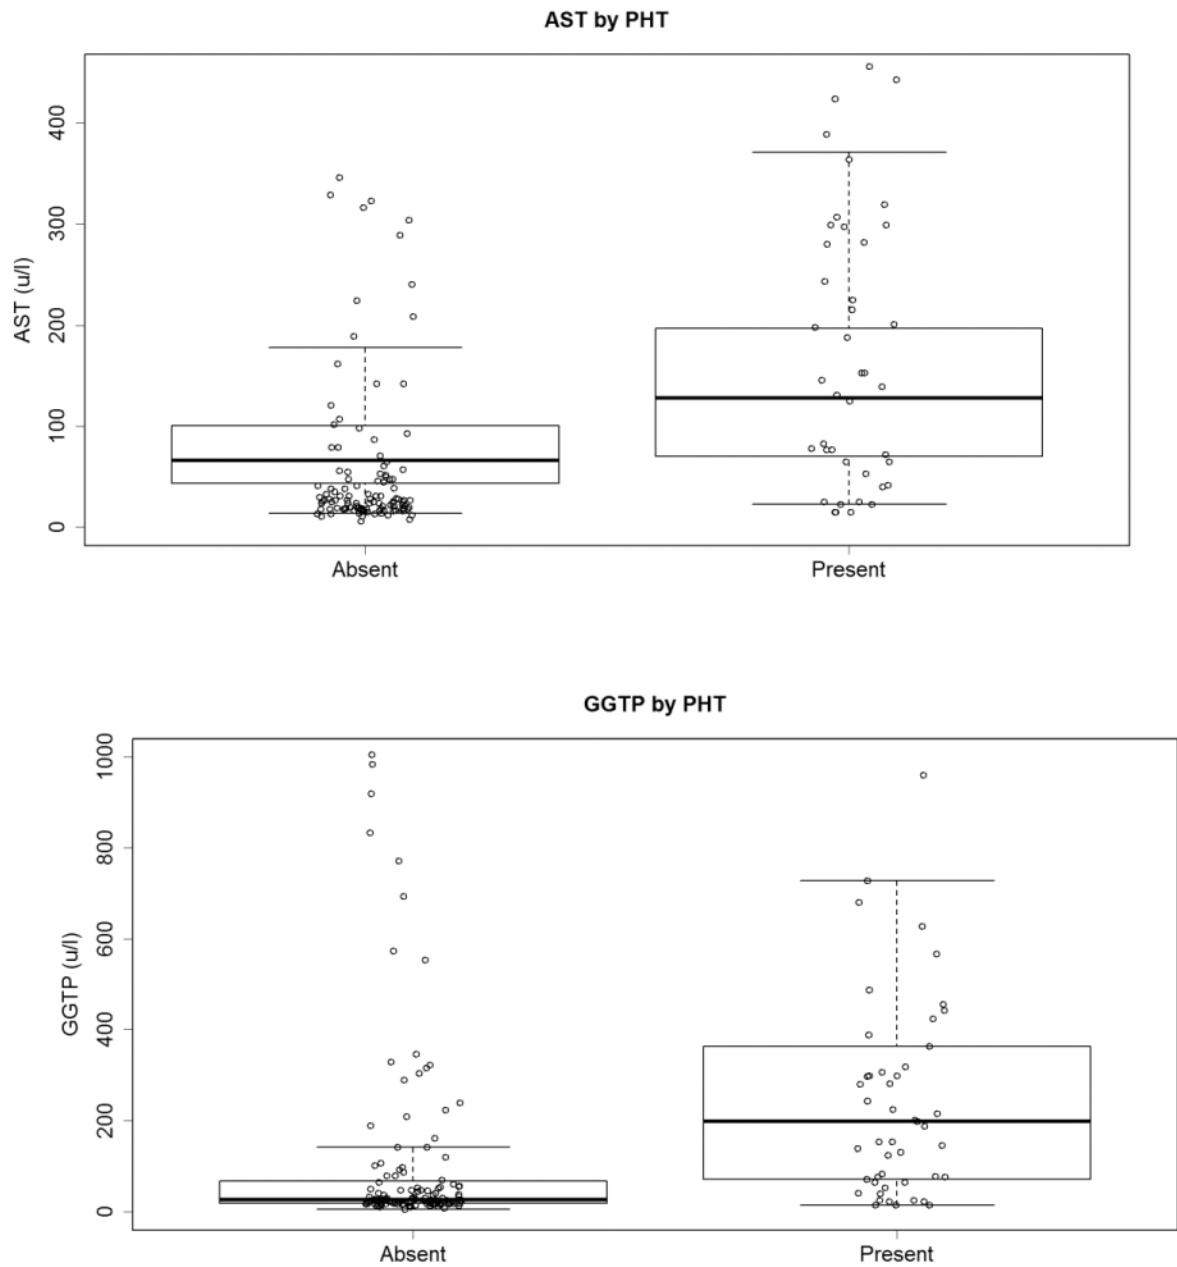 AST by PHT
AST (u/l)
400
300
200
100
0
Absent
Present
GGTP by PHT
GGTP (u/l)
1000
800
600
400
200
0
Absent
Present